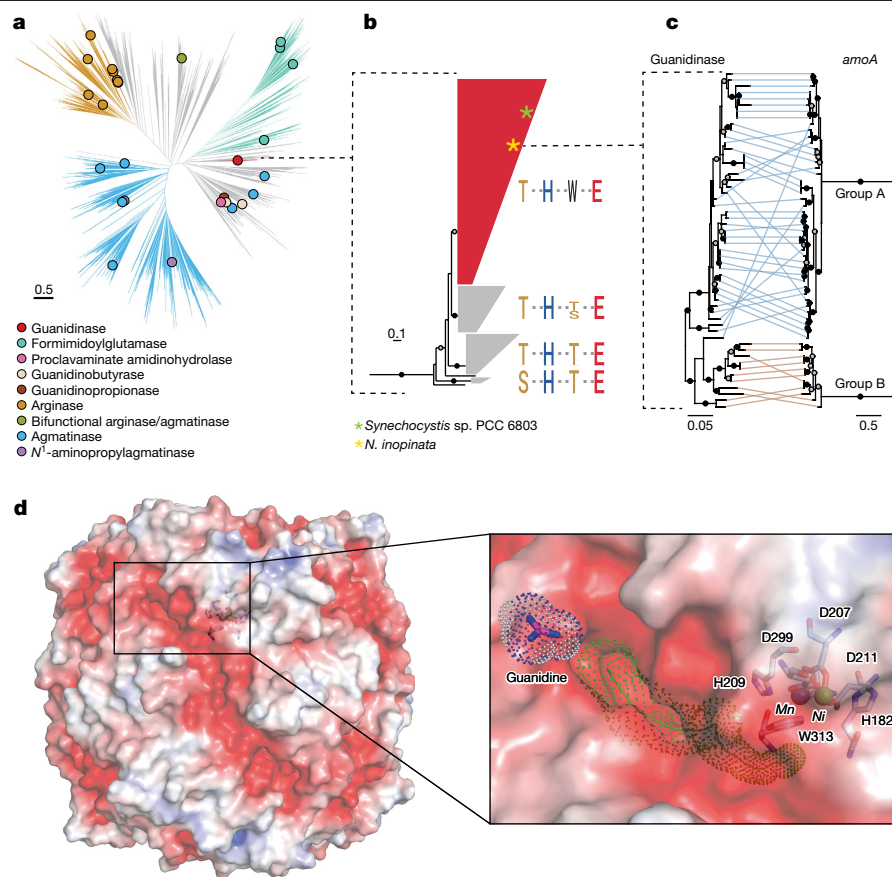 a
0.5
Guanidinase
Formimidoylglutamase
Proclavaminate amidinohydrolase
Guanidinobutyrase
Guanidinopropionase
Arginase
Bifunctional arginase/agmatinase
Agmatinase
N1-aminopropylagmatinase
b
T H W E
T H T E
S
T H T E
S H T E
0.1
* Synechocystis sp. PCC 6803
* N. inopinata
c
Guanidinase amoA
Group A
Group B
0.05 0.5
d
Guanidine
D207
D299
D211
H209
Mn Ni
H182
W313